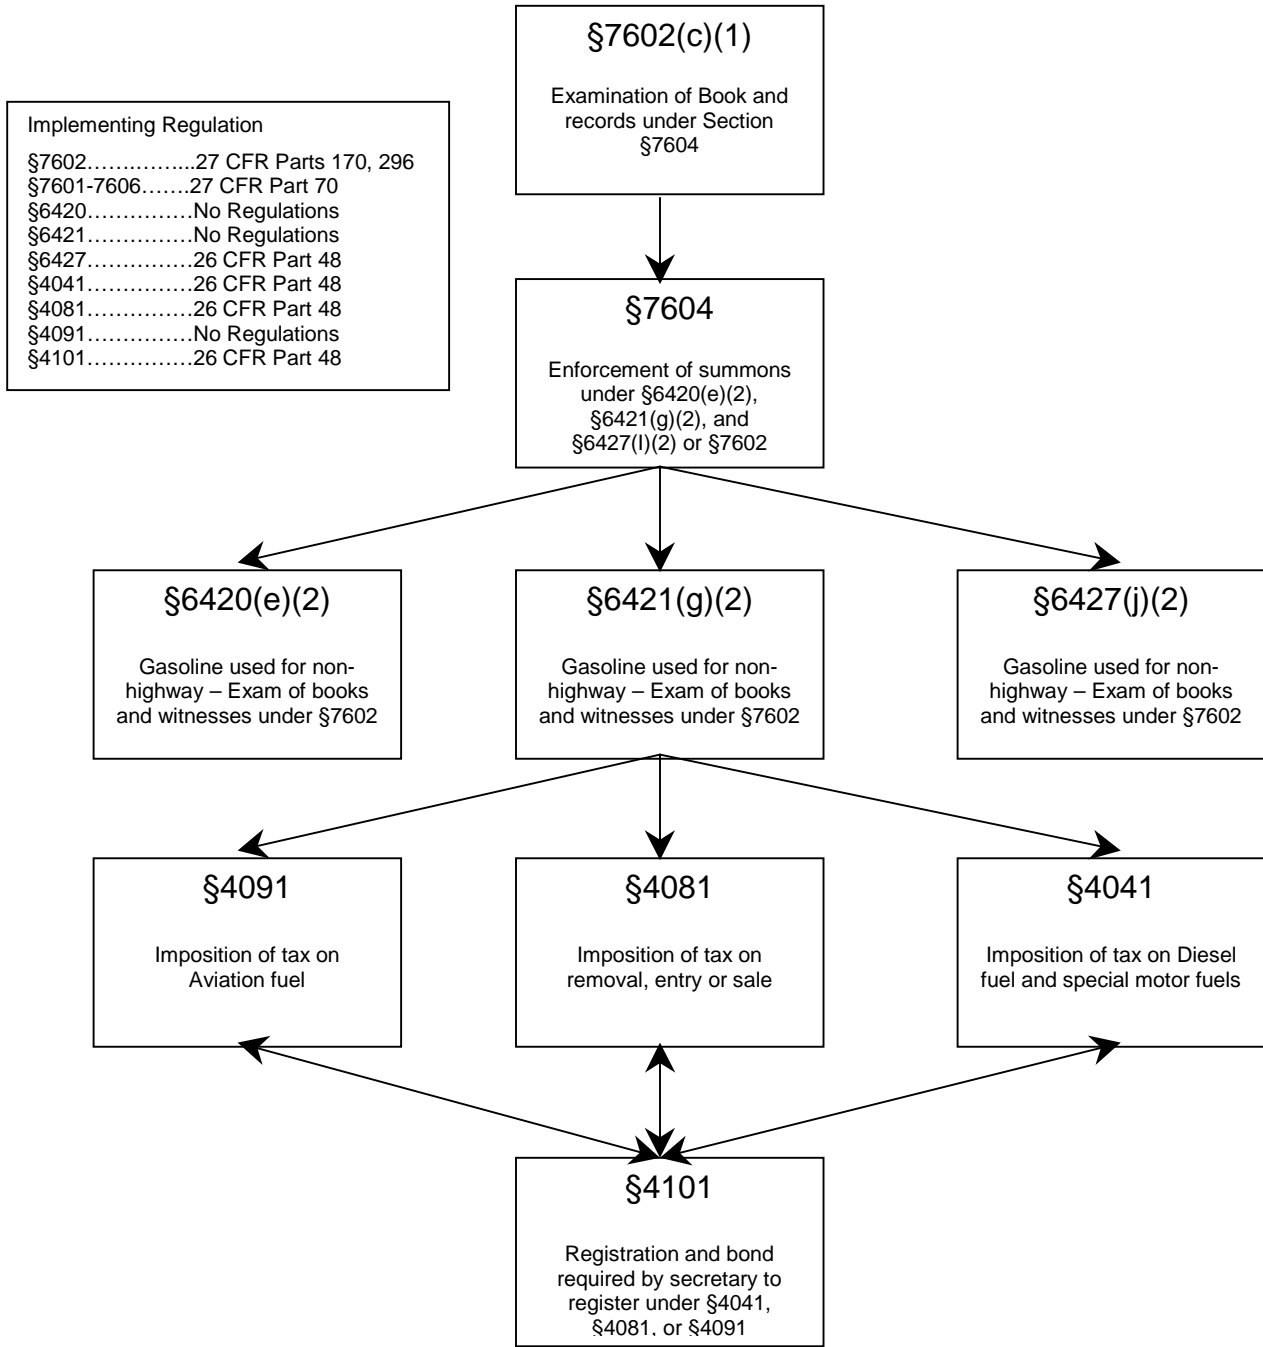 §7602(c)(1)
Examination of Book and
records under Section
§7604
Implementing Regulation
§7602…….……...27 CFR Parts 170, 296
§7601-7606…….27 CFR Part 70
§6420……………No Regulations
§6421……………No Regulations
§6427……………26 CFR Part 48
§4041……………26 CFR Part 48
§4081……………26 CFR Part 48
§4091……………No Regulations
§4101……………26 CFR Part 48
§7604
Enforcement of summons
under §6420(e)(2),
§6421(g)(2), and
§6427(I)(2) or §7602
§6420(e)(2)
Gasoline used for non-
highway – Exam of books
and witnesses under §7602
§6421(g)(2)
Gasoline used for non-
highway – Exam of books
and witnesses under §7602
§6427(j)(2)
Gasoline used for non-
highway – Exam of books
and witnesses under §7602
§4091
Imposition of tax on
Aviation fuel
§4081
Imposition of tax on
removal, entry or sale
§4041
Imposition of tax on Diesel
fuel and special motor fuels
§4101
Registration and bond
required by secretary to
register under §4041,
§4081, or §4091